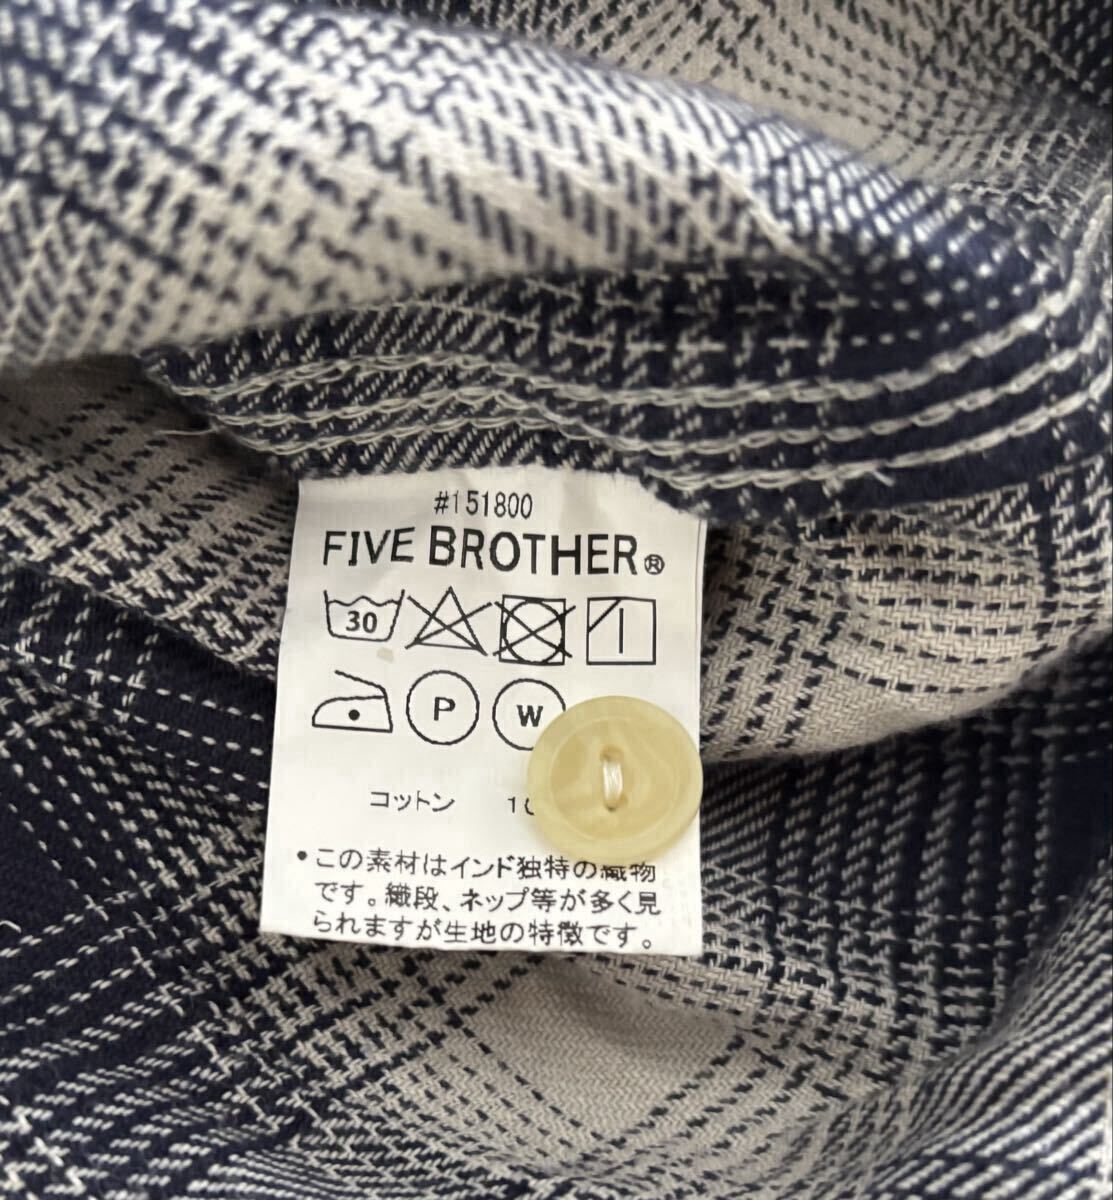 #151800
FIVE BROTHER®
30
P W
コットン
•この素材はインド独特の織物
です。織段、ネップ等が多く見
られますが生地の特徴です。